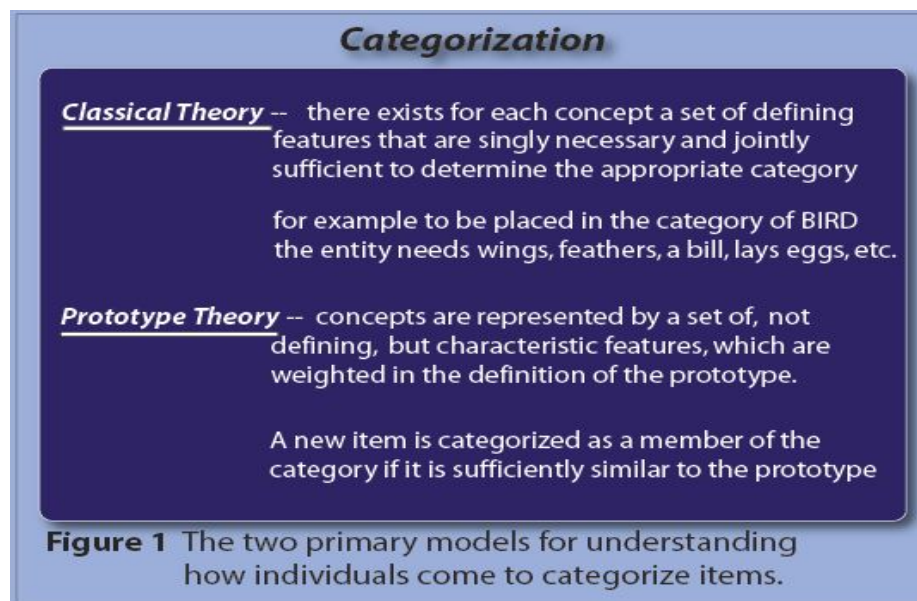 Categorization
Classical Theory -- there exists for each concept a set of defining
features that are singly necessary and jointly
sufficient to determine the appropriate category
for example to be placed in the category of BIRD
the entity needs wings, feathers, a bill, lays eggs, etc.
Prototype Theory -- concepts are represented by a set of, not
defining, but characteristic features, which are
weighted in the definition of the prototype.
A new item is categorized as a member of the
category if it is sufficiently similar to the prototype
Figure 1 The two primary models for understanding
how individuals come to categorize items.